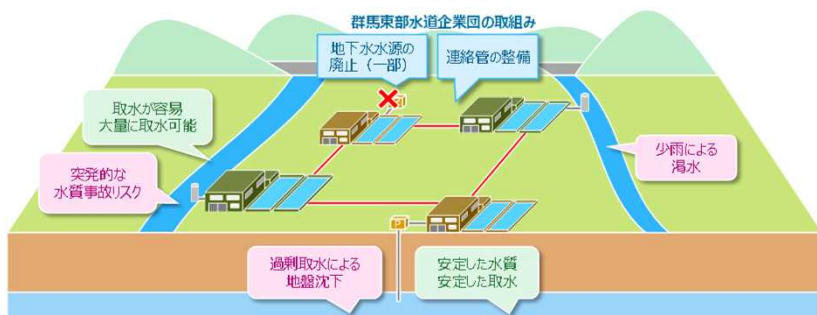 群馬東部水道企業団の取組み
地下水水源の
廃止（一部）
連絡管の整備
取水が容易
大量に取水可能
突発的な
水質事故リスク
少雨による
渇水
P
過剰取水による
地盤沈下
安定した水質
安定した取水